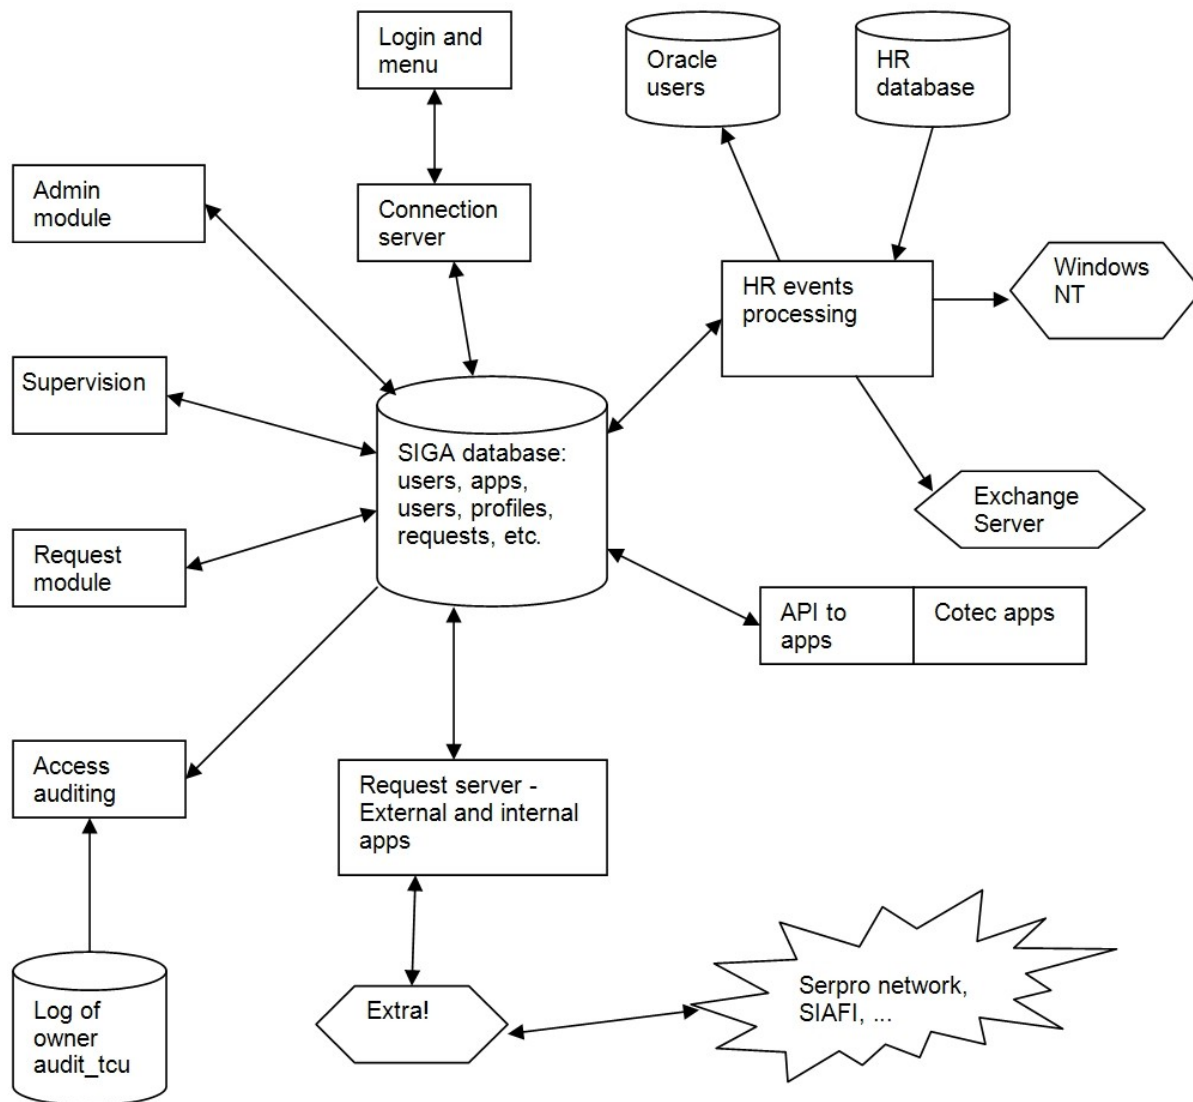 Login and
menu
Oracle
users
HR
database
Admin
module
Connection
server
HR events
processing
Windows
NT
Supervision
SIGA database:
users, apps,
users, profiles,
requests, etc.
Exchange
Server
Request
module
API to
apps
Cotec apps
Access
auditing
Request server -
External and internal
apps
Log of
owner
audit_tcu
Extra!
Serpro network,
SIAFI, ...